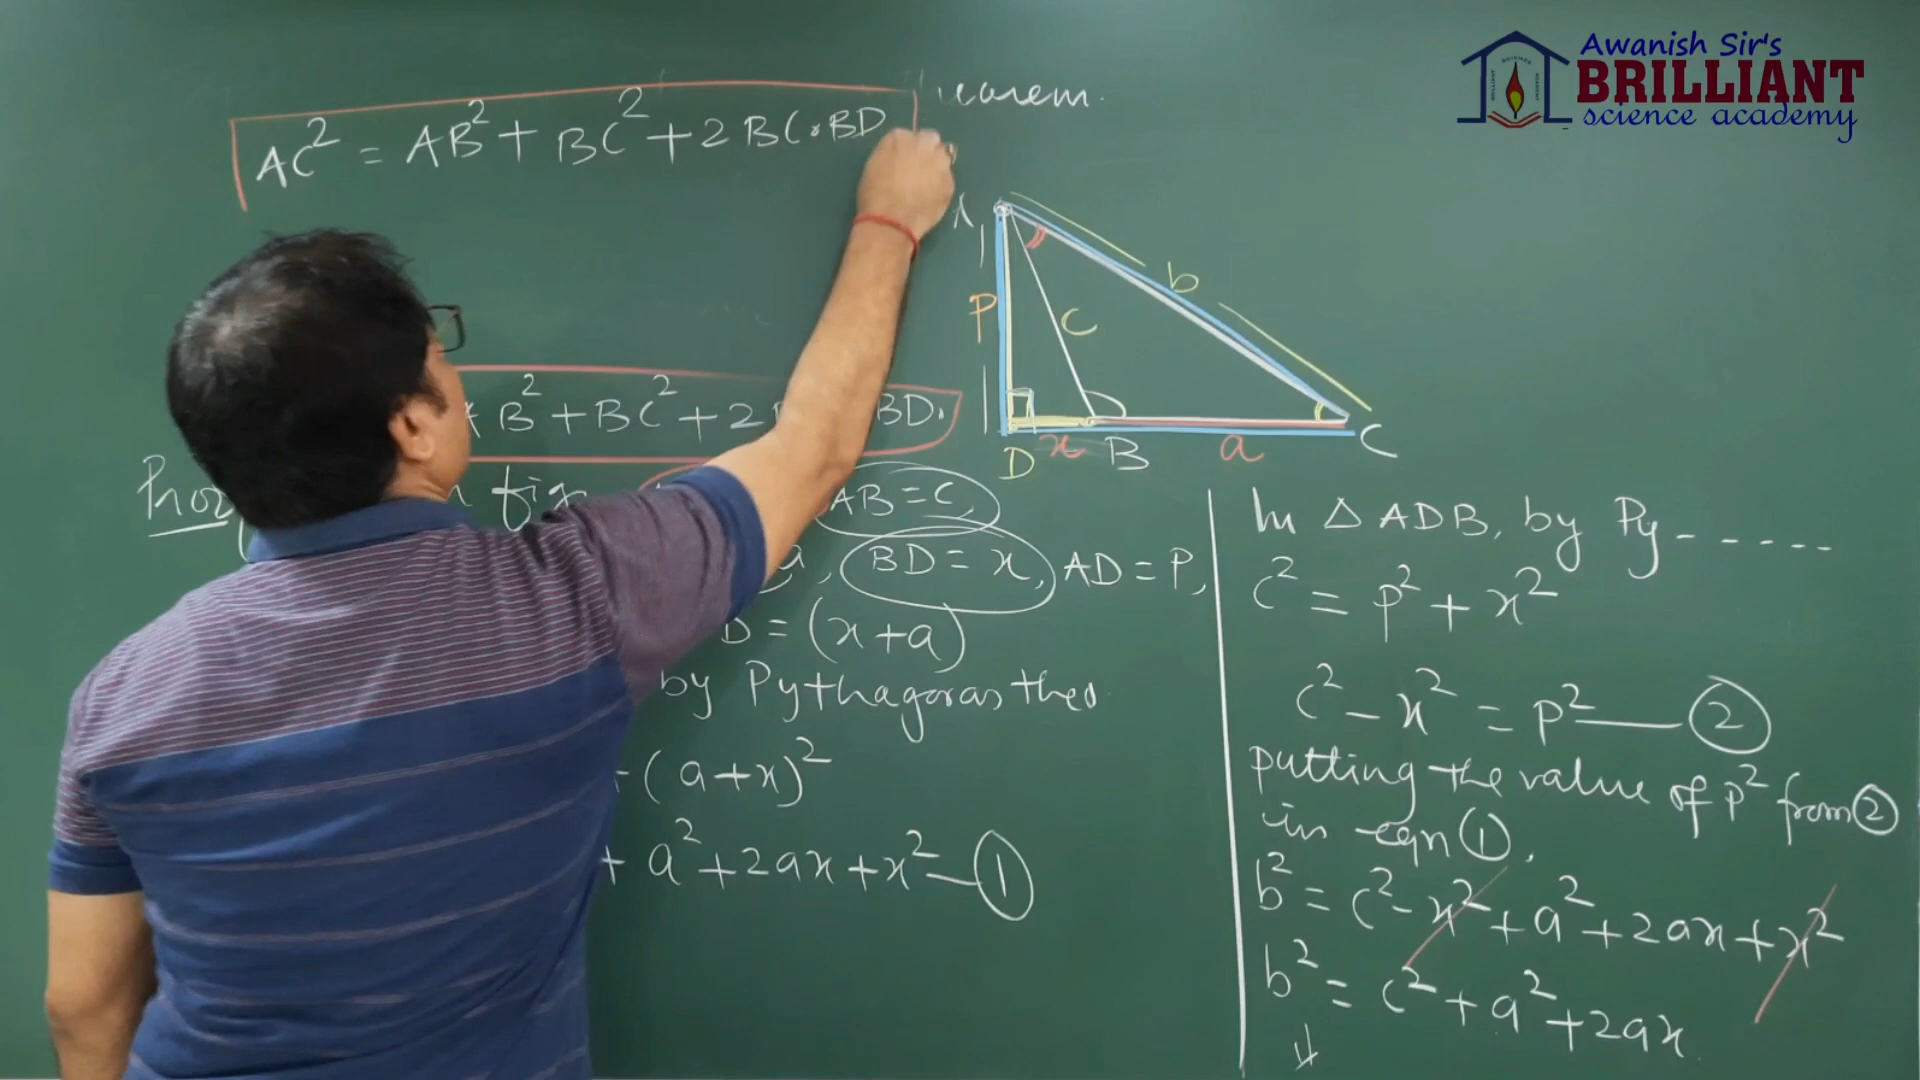 Awanish Sir's
BRILLIANT
science academy
AC² = AB² + BC² + 2BC·BD
b
P
C
D
x
B
a
C
B² + BC² + 2 BD.
fig
AB = C,
a, BD = x, AD = P,
D = (x+a)
by Pythagoras theo
(a+x)²
+ a² + 2ax + x² — ①
In △ ADB, by Py - - - - -
c² = P² + x²
c² - x² = P² — ②
putting the value of P² from ②
in eqn ①,
b² = c² - x² + a² + 2ax + x²
b² = c² + a² + 2ax